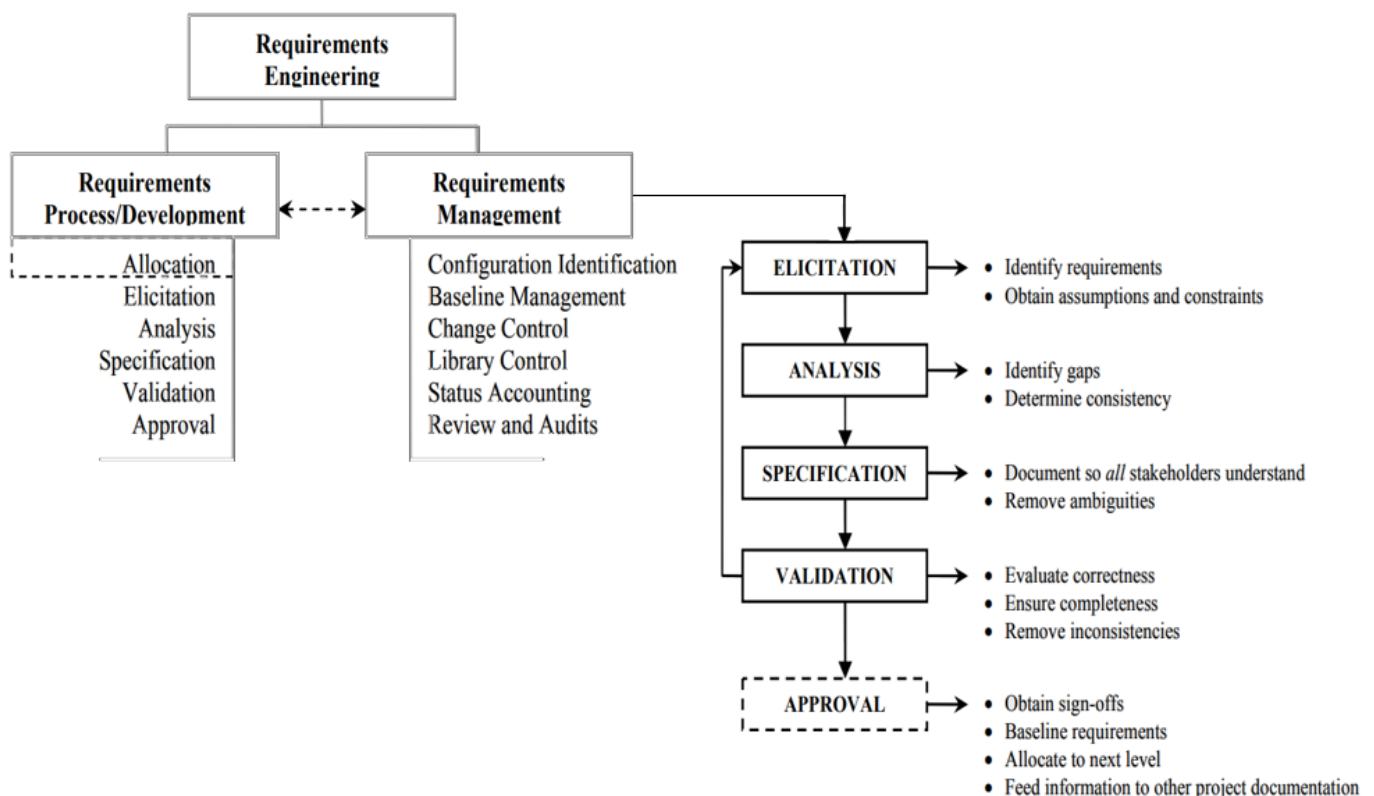 Requirements
Engineering
Requirements
Process/Development
Requirements
Management
Allocation
Elicitation
Analysis
Specification
Validation
Approval
Configuration Identification
Baseline Management
Change Control
Library Control
Status Accounting
Review and Audits
ELICITATION
• Identify requirements
• Obtain assumptions and constraints
ANALYSIS
• Identify gaps
• Determine consistency
SPECIFICATION
• Document so all stakeholders understand
• Remove ambiguities
VALIDATION
• Evaluate correctness
• Ensure completeness
• Remove inconsistencies
APPROVAL
• Obtain sign-offs
• Baseline requirements
• Allocate to next level
• Feed information to other project documentation